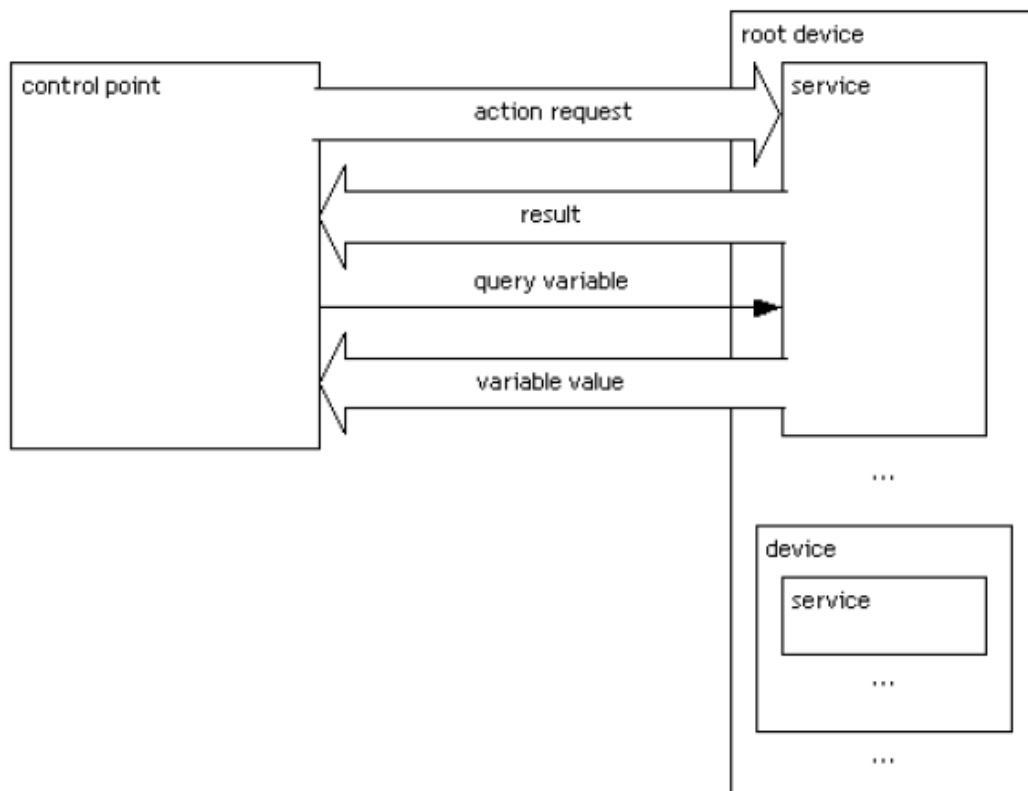 root device
control point
service
action request
result
query variable
variable value
...
device
service
...
...